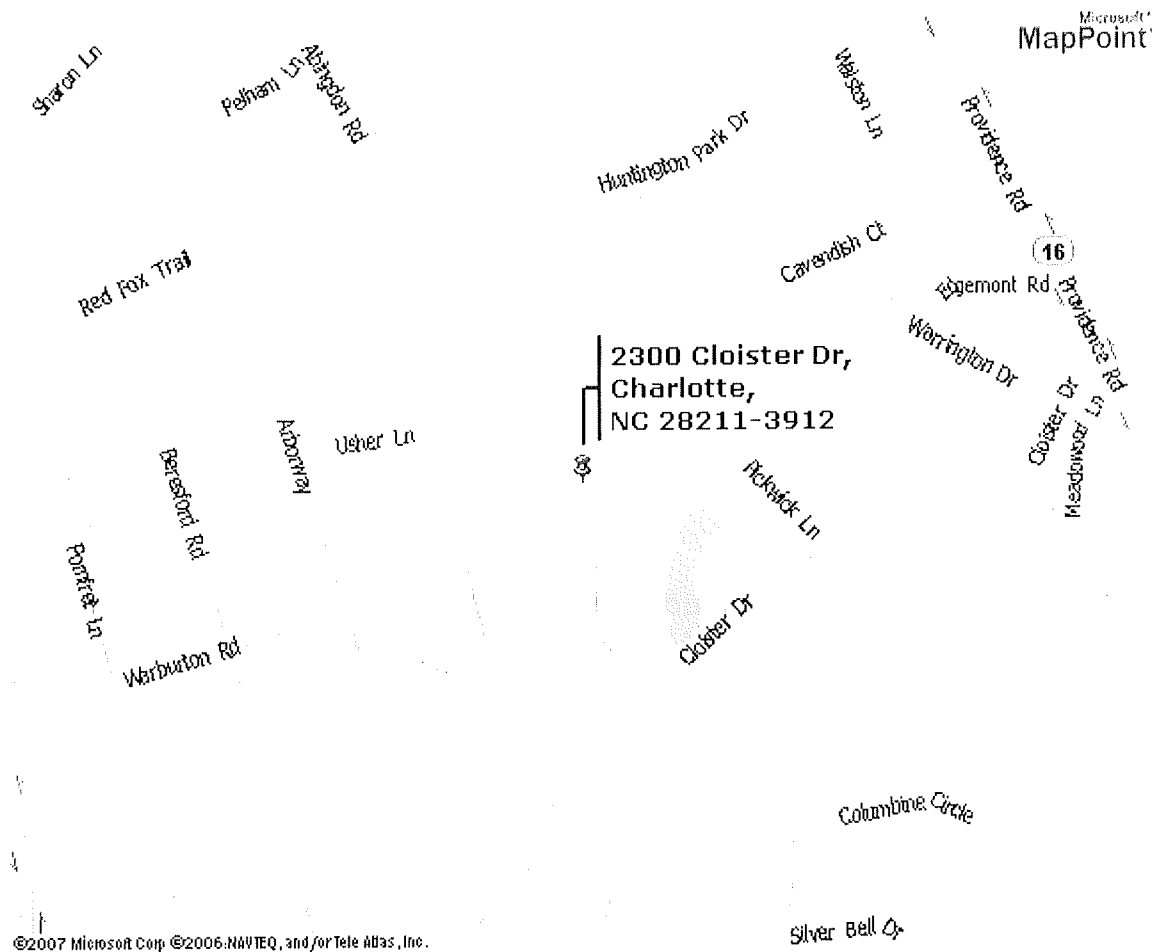 Microsoft
MapPoint
Sharon Ln
Pelham Ln
Abingdon Rd
Walston Ln
Providence Rd
Huntington Park Dr
Cavendish Ct
16
Red Fox Trail
Edgemont Rd
Providence Rd
Warrington Dr
2300 Cloister Dr,
Charlotte,
NC 28211-3912
Cloister Dr
Meadowood Ln
Arborway
Usher Ln
Beresford Rd
Pickwick Ln
Pomfret Ln
Cloister Dr
Warburton Rd
Columbine Circle
Silver Bell Dr
©2007 Microsoft Corp ©2006 NAVTEQ, and/or Tele Atlas, Inc.